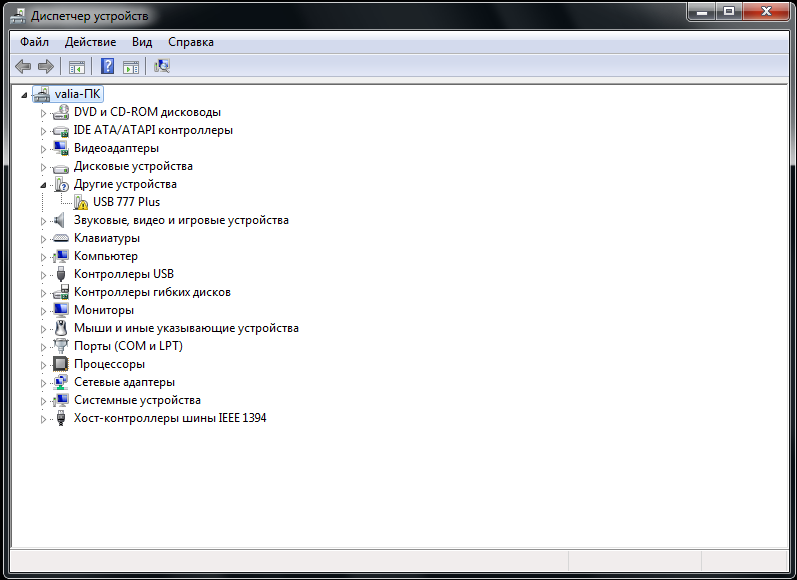 Диспетчер устройств
Файл Действие Вид Справка
valia-ПК
DVD и CD-ROM дисководы
IDE ATA/ATAPI контроллеры
Видеоадаптеры
Дисковые устройства
Другие устройства
USB 777 Plus
Звуковые, видео и игровые устройства
Клавиатуры
Компьютер
Контроллеры USB
Контроллеры гибких дисков
Мониторы
Мыши и иные указывающие устройства
Порты (COM и LPT)
Процессоры
Сетевые адаптеры
Системные устройства
Хост-контроллеры шины IEEE 1394